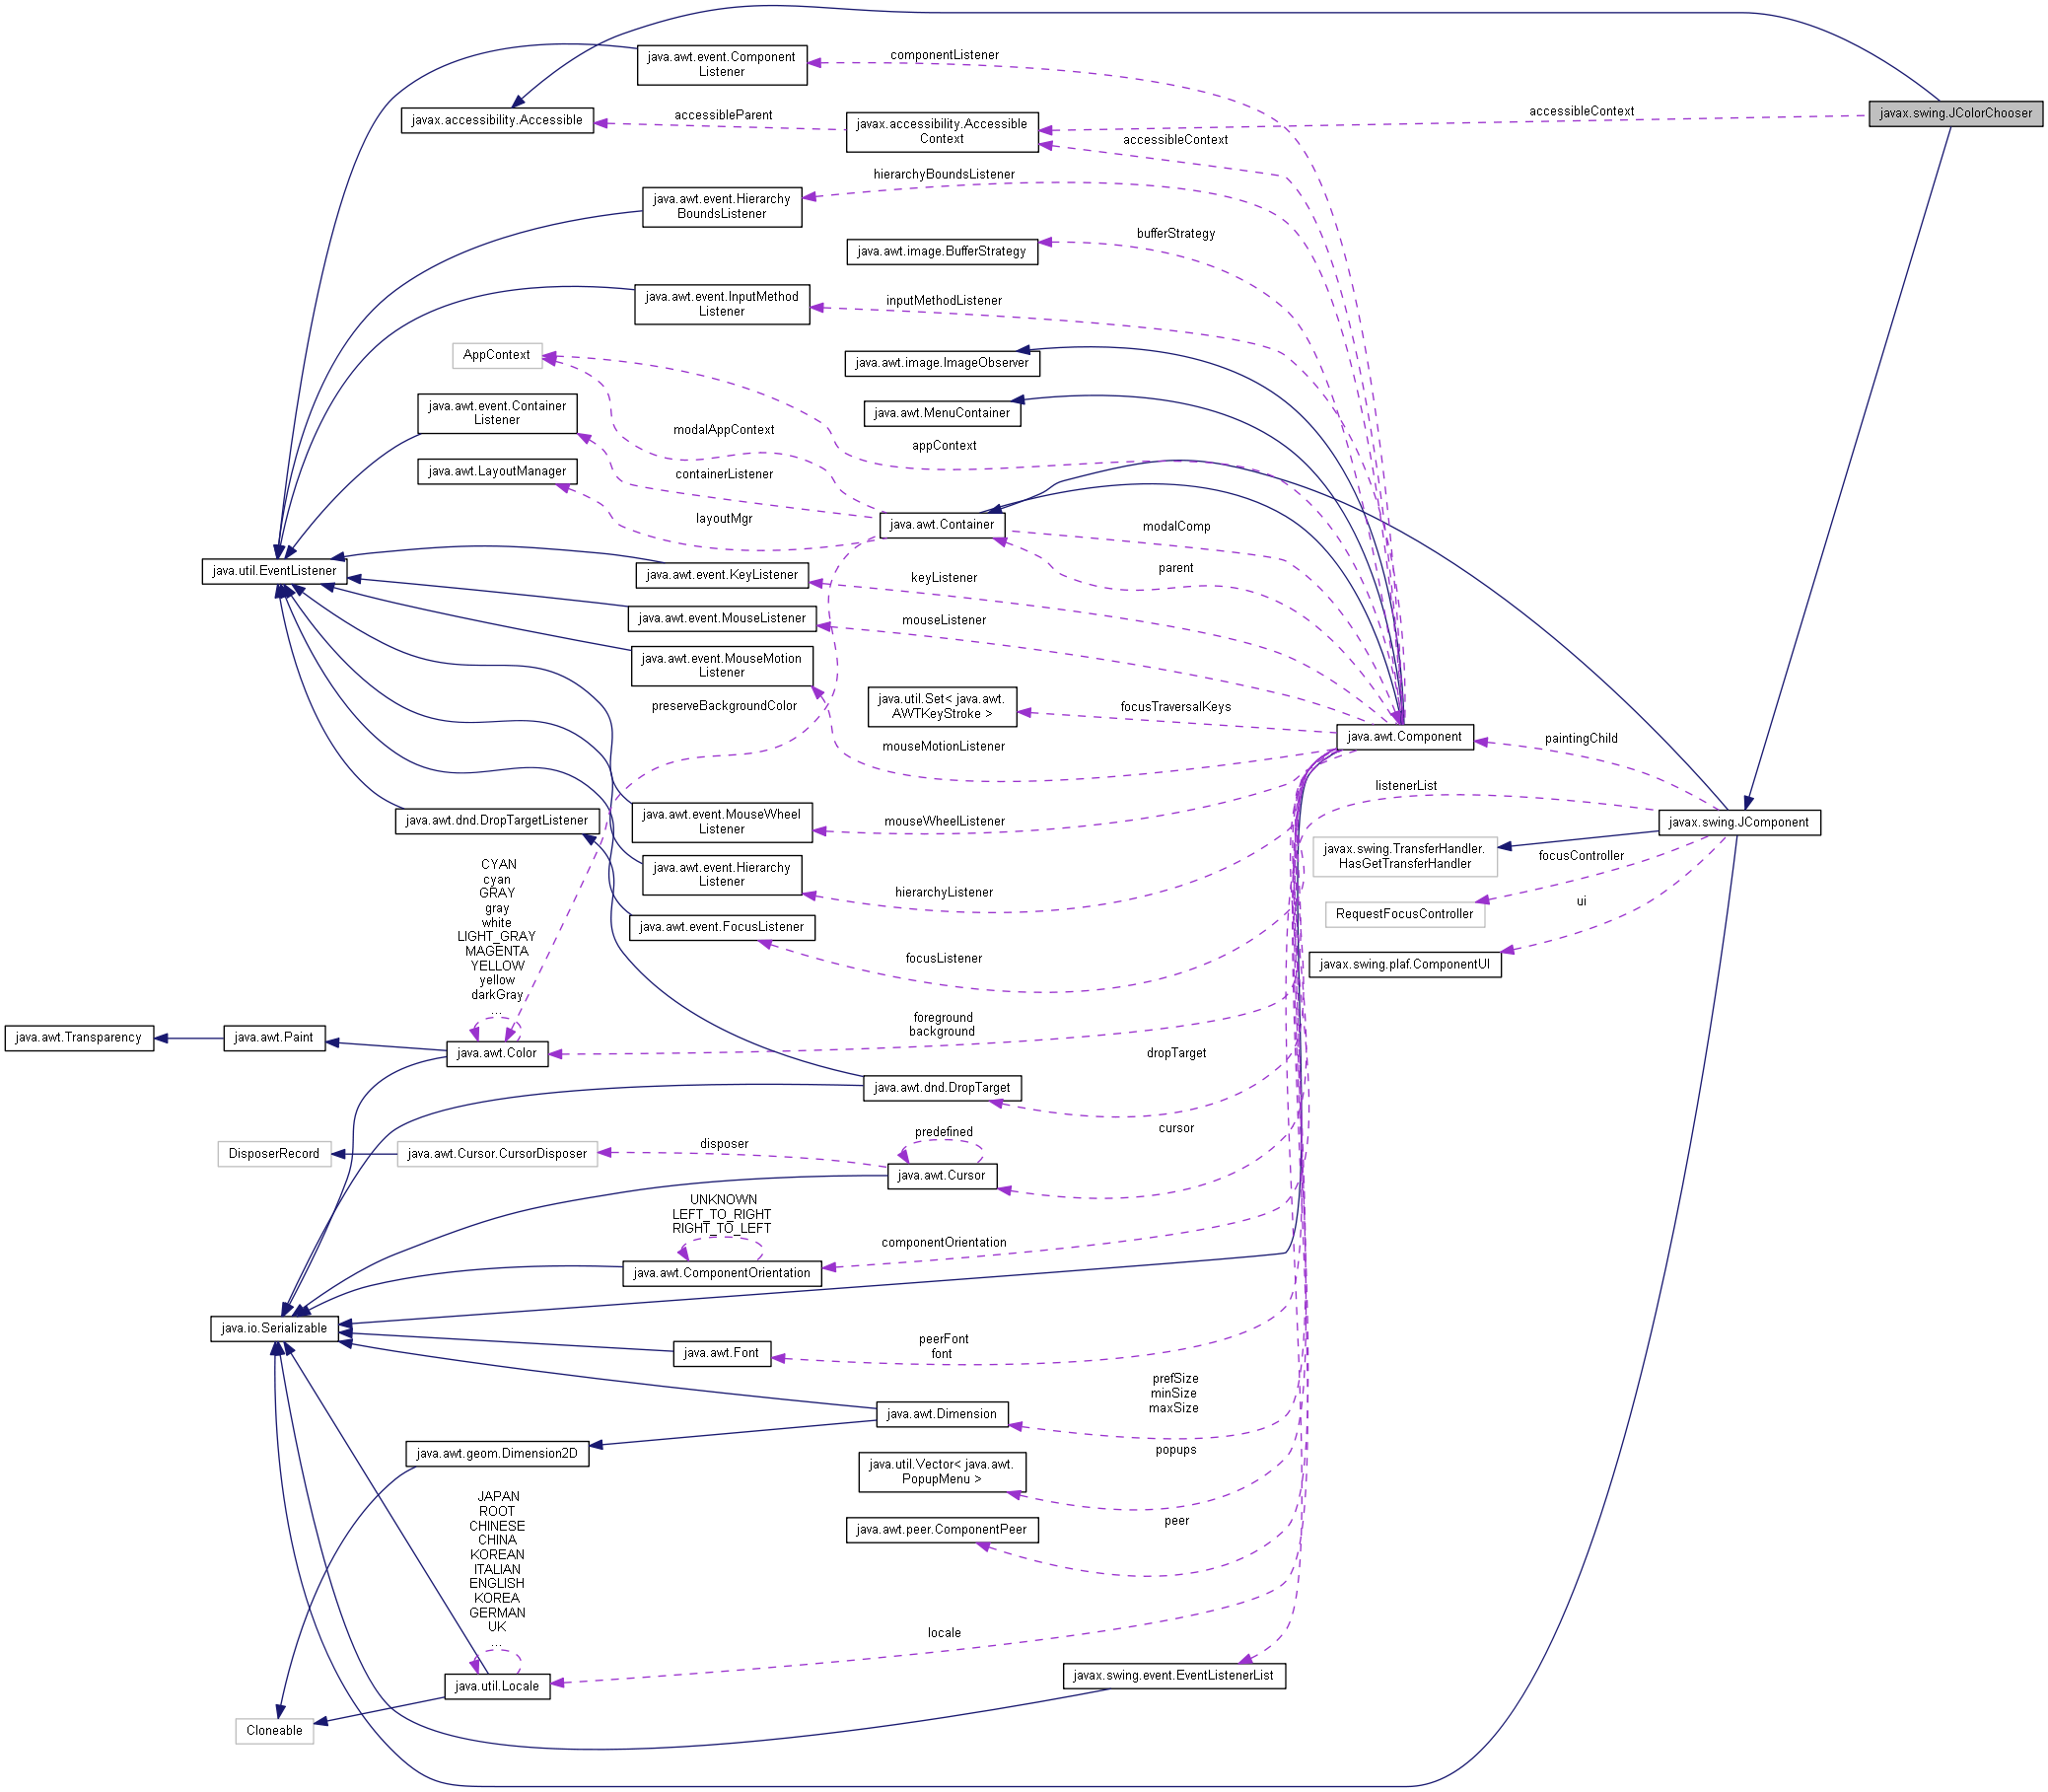 java.awt.event.Component
Listener
componentListener
javax.swing.JColorChooser
accessibleContext
javax.accessibility.Accessible
accessibleParent
javax.accessibility.Accessible
Context
accessibleContext
hierarchyBoundsListener
java.awt.event.Hierarchy
BoundsListener
bufferStrategy
java.awt.image.BufferStrategy
java.awt.event.InputMethod
Listener
inputMethodListener
AppContext
java.awt.image.ImageObserver
java.awt.event.Container
Listener
java.awt.MenuContainer
modalAppContext
appContext
java.awt.LayoutManager
containerListener
layoutMgr
java.awt.Container
modalComp
parent
java.util.EventListener
java.awt.event.KeyListener
keyListener
java.awt.event.MouseListener
mouseListener
java.awt.event.MouseMotion
Listener
preserveBackgroundColor
java.util.Set< java.awt.
AWTKeyStroke >
focusTraversalKeys
java.awt.Component
paintingChild
mouseMotionListener
listenerList
java.awt.dnd.DropTargetListener
java.awt.event.MouseWheel
Listener
mouseWheelListener
javax.swing.JComponent
javax.swing.TransferHandler.
HasGetTransferHandler
focusController
java.awt.event.Hierarchy
Listener
hierarchyListener
ui
RequestFocusController
java.awt.event.FocusListener
focusListener
javax.swing.plaf.ComponentUI
CYAN
cyan
GRAY
gray
white
LIGHT_GRAY
MAGENTA
YELLOW
yellow
darkGray
...
java.awt.Transparency
java.awt.Paint
java.awt.Color
foreground
background
dropTarget
java.awt.dnd.DropTarget
DisposerRecord
java.awt.Cursor.CursorDisposer
disposer
predefined
cursor
java.awt.Cursor
UNKNOWN
LEFT_TO_RIGHT
RIGHT_TO_LEFT
java.awt.ComponentOrientation
componentOrientation
java.io.Serializable
java.awt.Font
peerFont
font
prefSize
minSize
maxSize
java.awt.Dimension
java.awt.geom.Dimension2D
java.util.Vector< java.awt.
PopupMenu >
popups
java.awt.peer.ComponentPeer
peer
JAPAN
ROOT
CHINESE
CHINA
KOREAN
ITALIAN
ENGLISH
KOREA
GERMAN
UK
...
locale
java.util.Locale
javax.swing.event.EventListenerList
Cloneable